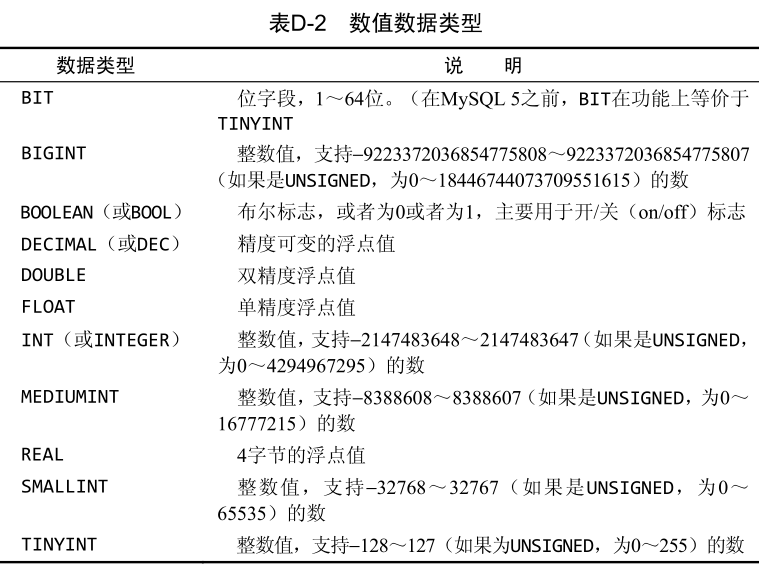 表D-2 数值数据类型
数据类型 说 明
BIT 位字段，1～64位。（在MySQL 5之前，BIT在功能上等价于
TINYINT
BIGINT 整数值，支持–9223372036854775808～9223372036854775807
（如果是UNSIGNED，为0～18446744073709551615）的数
BOOLEAN（或BOOL） 布尔标志，或者为0或者为1，主要用于开/关（on/off）标志
DECIMAL（或DEC） 精度可变的浮点值
DOUBLE 双精度浮点值
FLOAT 单精度浮点值
INT（或INTEGER） 整数值，支持–2147483648～2147483647（如果是UNSIGNED，
为0～4294967295）的数
MEDIUMINT 整数值，支持–8388608～8388607（如果是UNSIGNED，为0～
16777215）的数
REAL 4字节的浮点值
SMALLINT 整数值，支持–32768～32767（如果是UNSIGNED，为0～
65535）的数
TINYINT 整数值，支持–128～127（如果为UNSIGNED，为0～255）的数